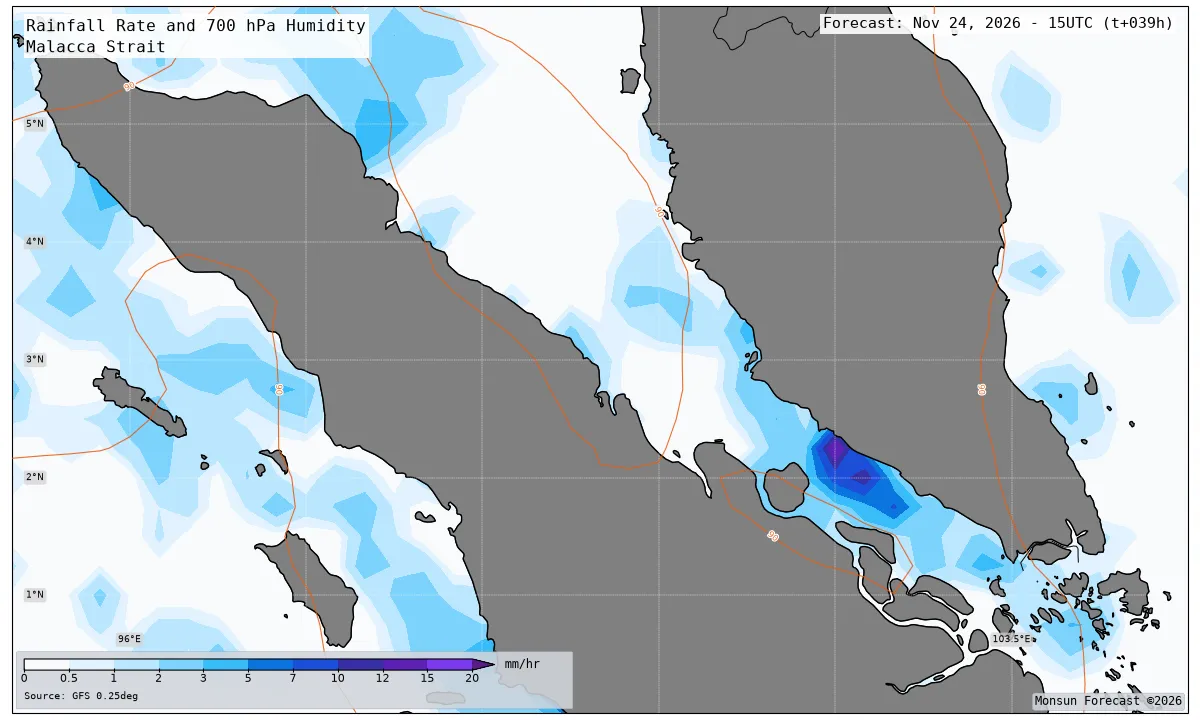 Rainfall Rate and 700 hPa Humidity
Malacca Strait
Forecast: Nov 24, 2026 - 15UTC (t+039h)
90
5°N
90
4°N
3°N
90
90
2°N
90
1°N
96°E
103.5°E
mm/hr
0 0.5 1 2 3 5 7 10 12 15 20
Source: GFS 0.25deg
Monsun Forecast ©2026